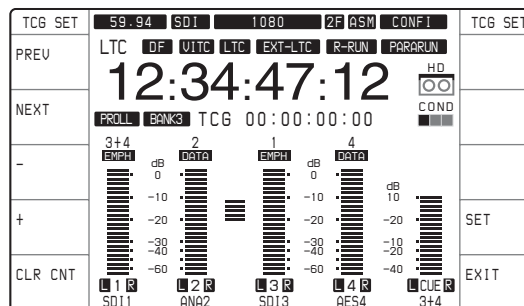 TCG SET 59.94 SDI 1080 2F ASM CONFI TCG SET
PREV LTC DF VITC LTC EXT-LTC R-RUN PARARUN
12:34:47:12 HD
NEXT COND
PROLL BANK3 TCG 00:00:00:00
3+4 2 1 4
EMPH DATA EMPH DATA
dB dB
0 0
- dB
-10 -10 10
+ -20 -20 -20 SET
-30 -30 -10
-40 -40 -20
-60 -60 -40
CLR CNT EXIT
L 1 R L 2 R L 3 R L 4 R L CUE R
SDI1 ANA2 SDI3 AES4 3+4